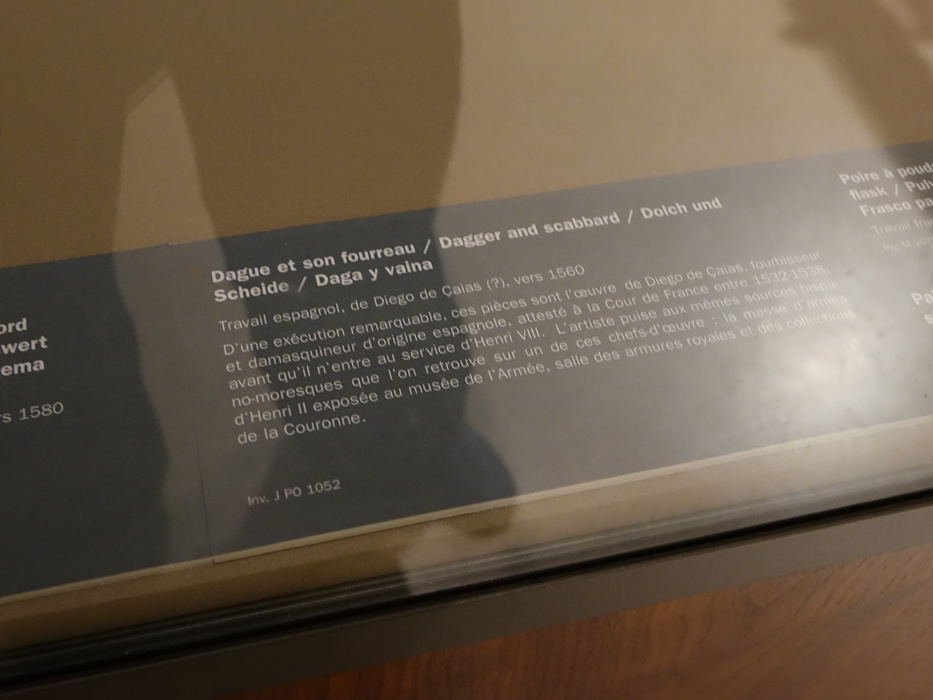 ord
wert
ema
rs 1580
Dague et son fourreau / Dagger and scabbard / Dolch und
Scheide / Daga y vaina
Travail espagnol, de Diego de Çaias (?), vers 1560
D'une exécution remarquable, ces pièces sont l'œuvre de Diego de Çaias, fourbisseur
et damasquineur d'origine espagnole, attesté à la Cour de France entre 1532-1538,
avant qu'il n'entre au service d'Henri VIII. L'artiste puise aux mêmes sources hispa-
no-moresques que l'on retrouve sur un de ces chefs-d'œuvre : la masse d'armes
d'Henri II exposée au musée de l'Armée, salle des armures royales et des collections
de la Couronne.
Inv. J PO 1052
Poire à poud
flask / Pulv
Frasco pa
Travail fra
Inv. M
Pa
s